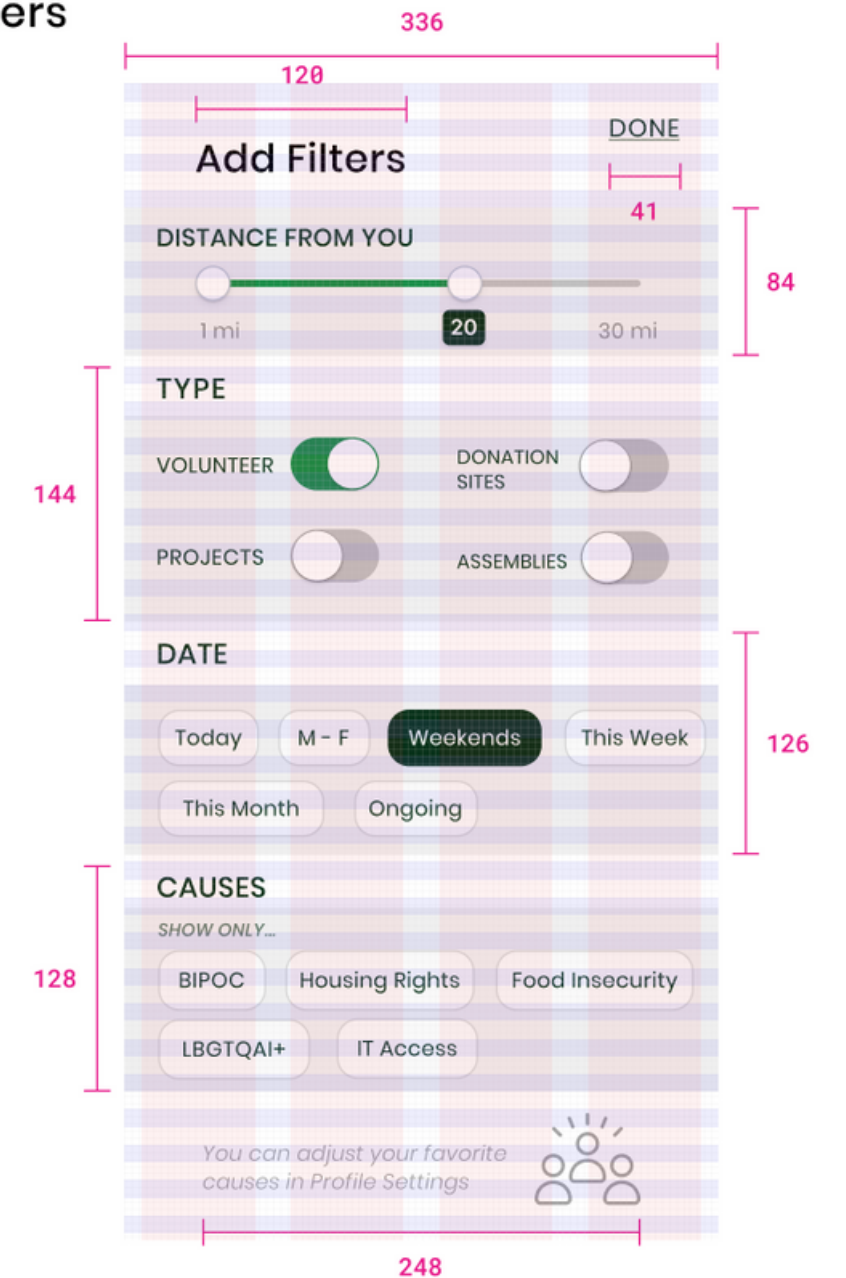 ers
336
120
DONE
Add Filters
41
DISTANCE FROM YOU
84
1 mi 20 30 mi
TYPE
VOLUNTEER
DONATION
SITES
144
PROJECTS
ASSEMBLIES
DATE
Today M - F Weekends This Week
126
This Month Ongoing
CAUSES
SHOW ONLY...
BIPOC Housing Rights Food Insecurity
128
LBGTQAI+ IT Access
You can adjust your favorite
causes in Profile Settings
248